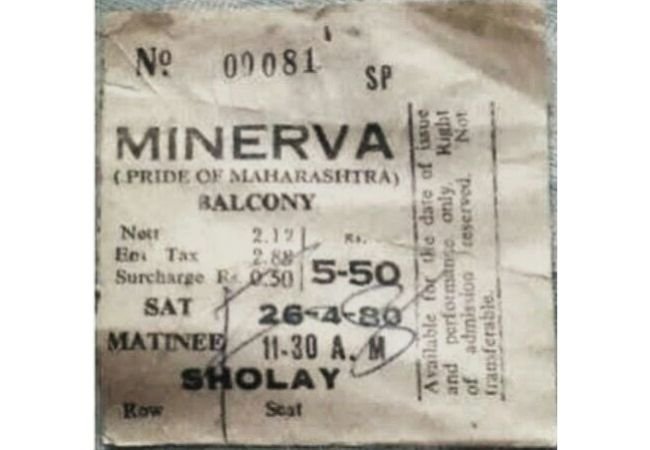 No 00081 SP
MINERVA
(PRIDE OF MAHARASHTRA)
BALCONY
Nett 2.12 Rs.
Ent Tax 2.88 5-50
Surcharge Rs. 0.50
SAT 26-4-80
MATINEE 11-30 A. M
SHOLAY
Row Seat
Available for the date of issue
and performance only. Right
of admission reserved. Not
transferable.